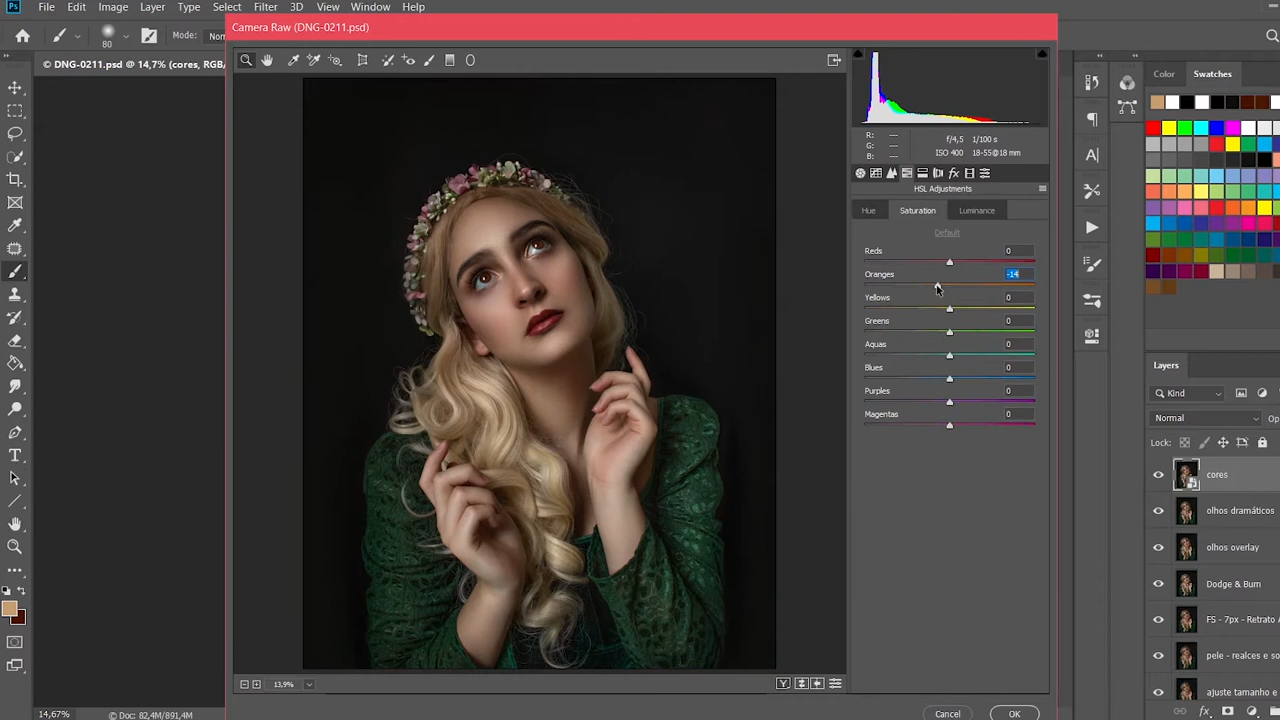 Ps File Edit Image Layer Type Select Filter 3D View Window Help
Camera Raw (DNG-0211.psd)
80 Mode:
© DNG-0211.psd @ 14,7% (cores, RGB/
Color Swatches
R: --- f/4,5 1/100 s
G: ---
B: --- ISO 400 18-55@18 mm
HSL Adjustments
Hue Saturation Luminance
Default
Reds 0
Oranges -14
Yellows 0
Greens 0
Aquas 0
Blues 0
Purples 0
Magentas 0
Layers
Kind
Normal
Lock:
cores
olhos dramáticos
olhos overlay
Dodge & Burn
FS - 7px - Retrato
pele - realces e so
ajuste tamanho e
13,9%
Y
Cancel OK
14,67% Doc: 82,4M/891,4M
fx